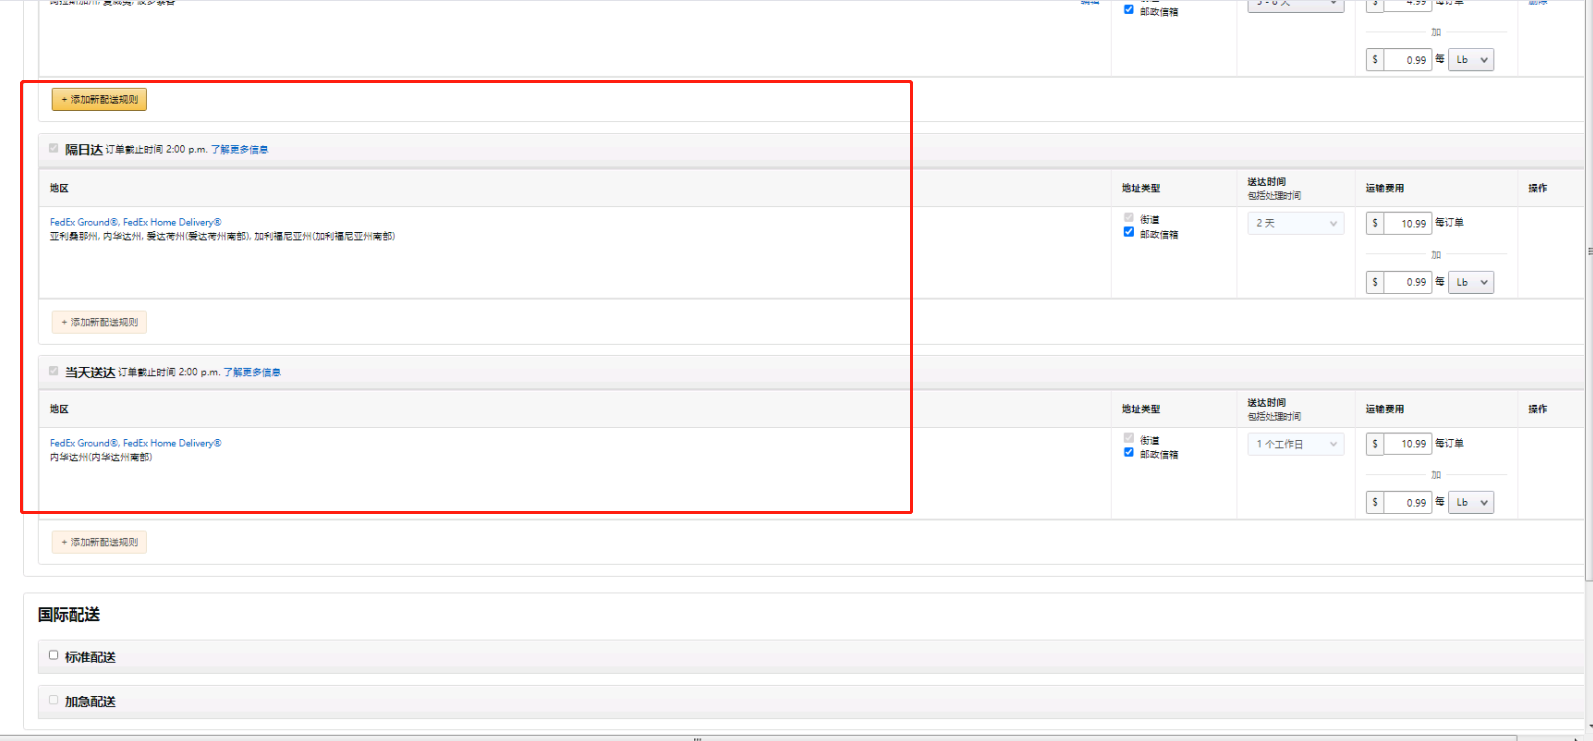 邮政信箱
$ 4.99 每订单
加
$ 0.99 每 Lb
+ 添加新配送规则
隔日达 订单截止时间 2:00 p.m. 了解更多信息
地区 地址类型 送达时间 包括处理时间 运输费用 操作
FedEx Ground®, FedEx Home Delivery® 街道 2 天 $ 10.99 每订单
亚利桑那州, 内华达州, 爱达荷州(爱达荷州南部), 加利福尼亚州(加利福尼亚州南部) 邮政信箱
加
$ 0.99 每 Lb
+ 添加新配送规则
当天送达 订单截止时间 2:00 p.m. 了解更多信息
地区 地址类型 送达时间 包括处理时间 运输费用 操作
FedEx Ground®, FedEx Home Delivery® 街道 1 个工作日 $ 10.99 每订单
内华达州(内华达州南部) 邮政信箱
加
$ 0.99 每 Lb
+ 添加新配送规则
国际配送
标准配送
加急配送